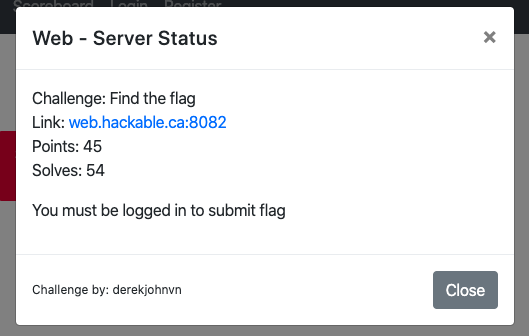 Scoreboard Login Register
Web - Server Status
×
Challenge: Find the flag
Link: web.hackable.ca:8082
Points: 45
Solves: 54
You must be logged in to submit flag
Challenge by: derekjohnvn
Close